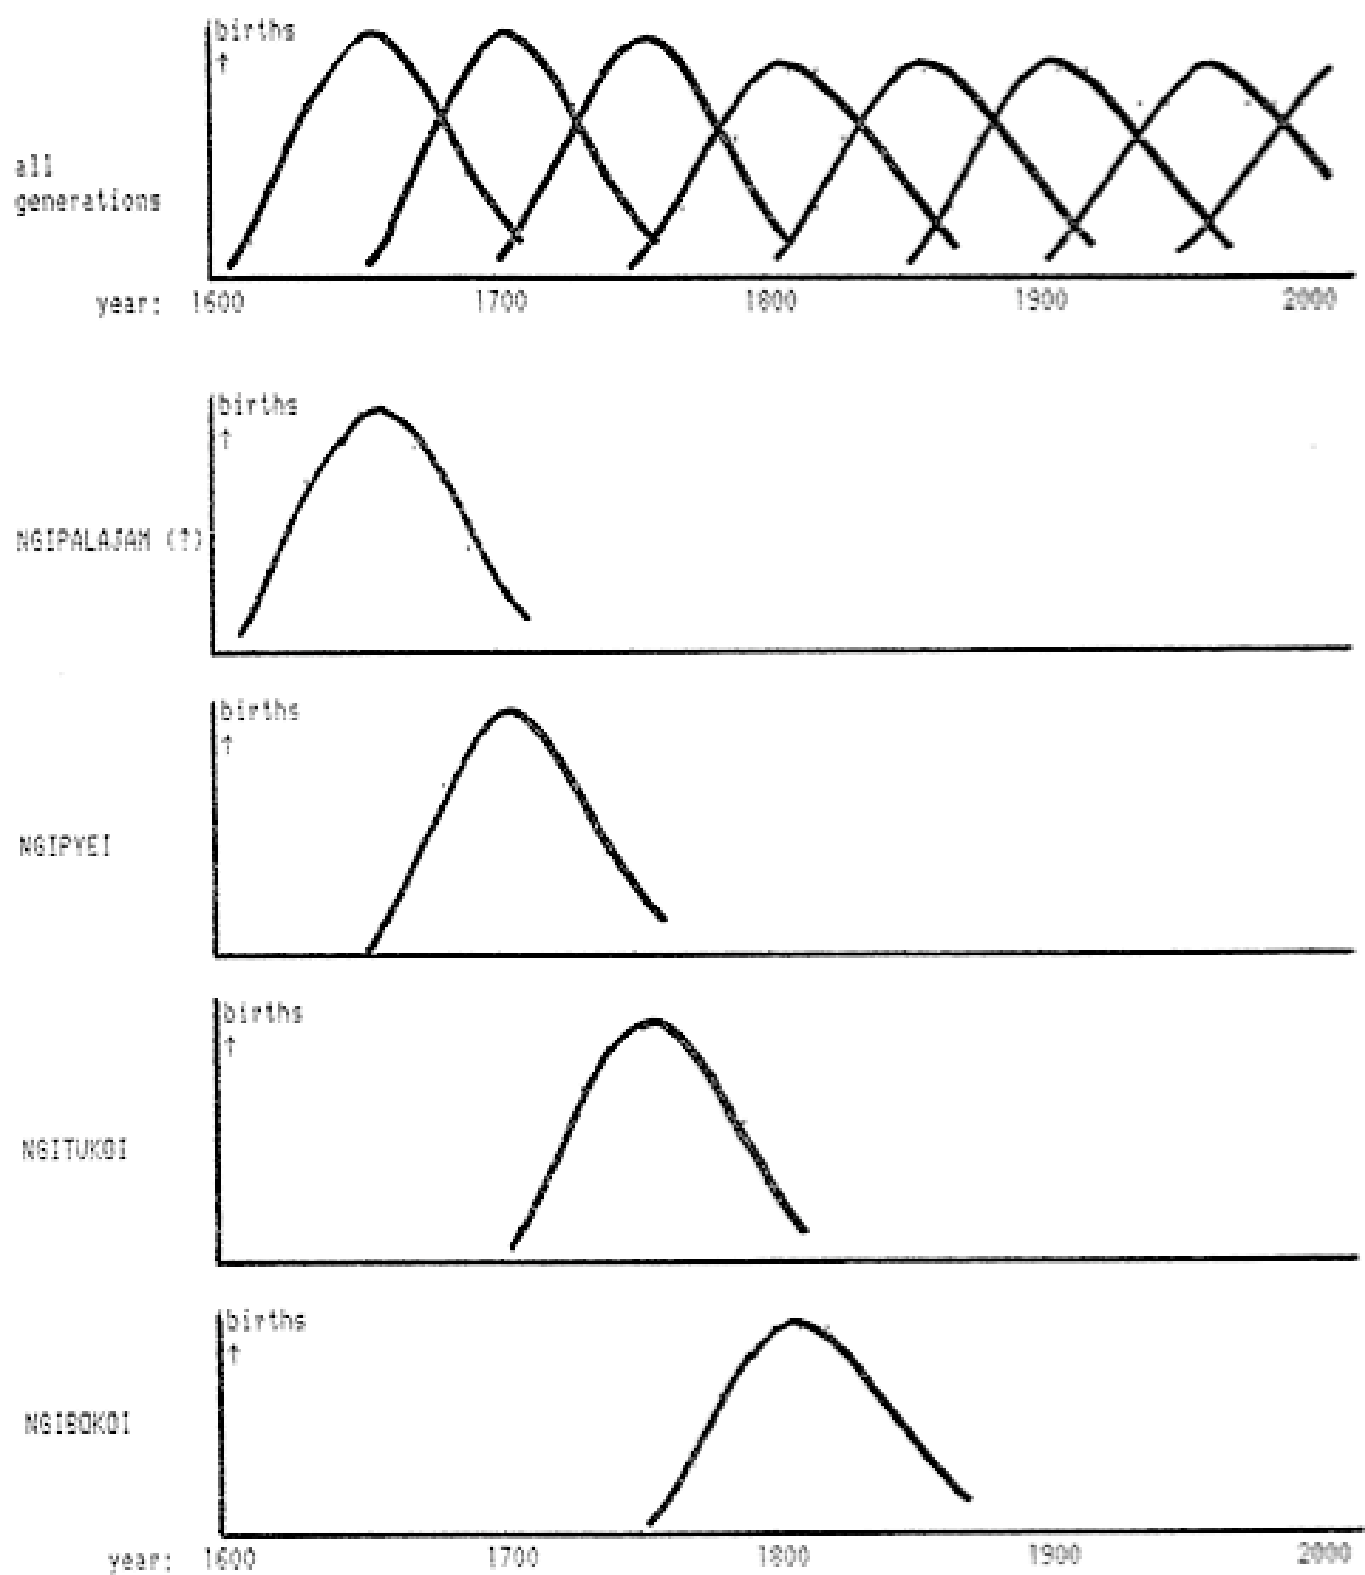 births
↑
all
generations
year: 1600 1700 1800 1900 2000
births
↑
NGIPALAJAM (?)
births
↑
NGIPYEI
births
↑
NGITUKOI
births
↑
NGIBOKOI
year: 1600 1700 1800 1900 2000